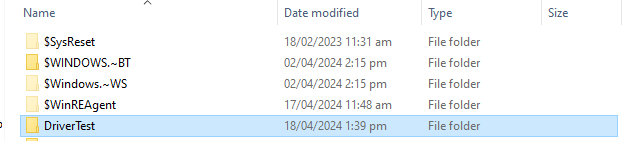 Name Date modified Type Size
$SysReset 18/02/2023 11:31 am File folder
$WINDOWS.~BT 02/04/2024 2:15 pm File folder
$Windows.~WS 02/04/2024 2:15 pm File folder
$WinREAgent 17/04/2024 11:48 am File folder
DriverTest 18/04/2024 1:39 pm File folder